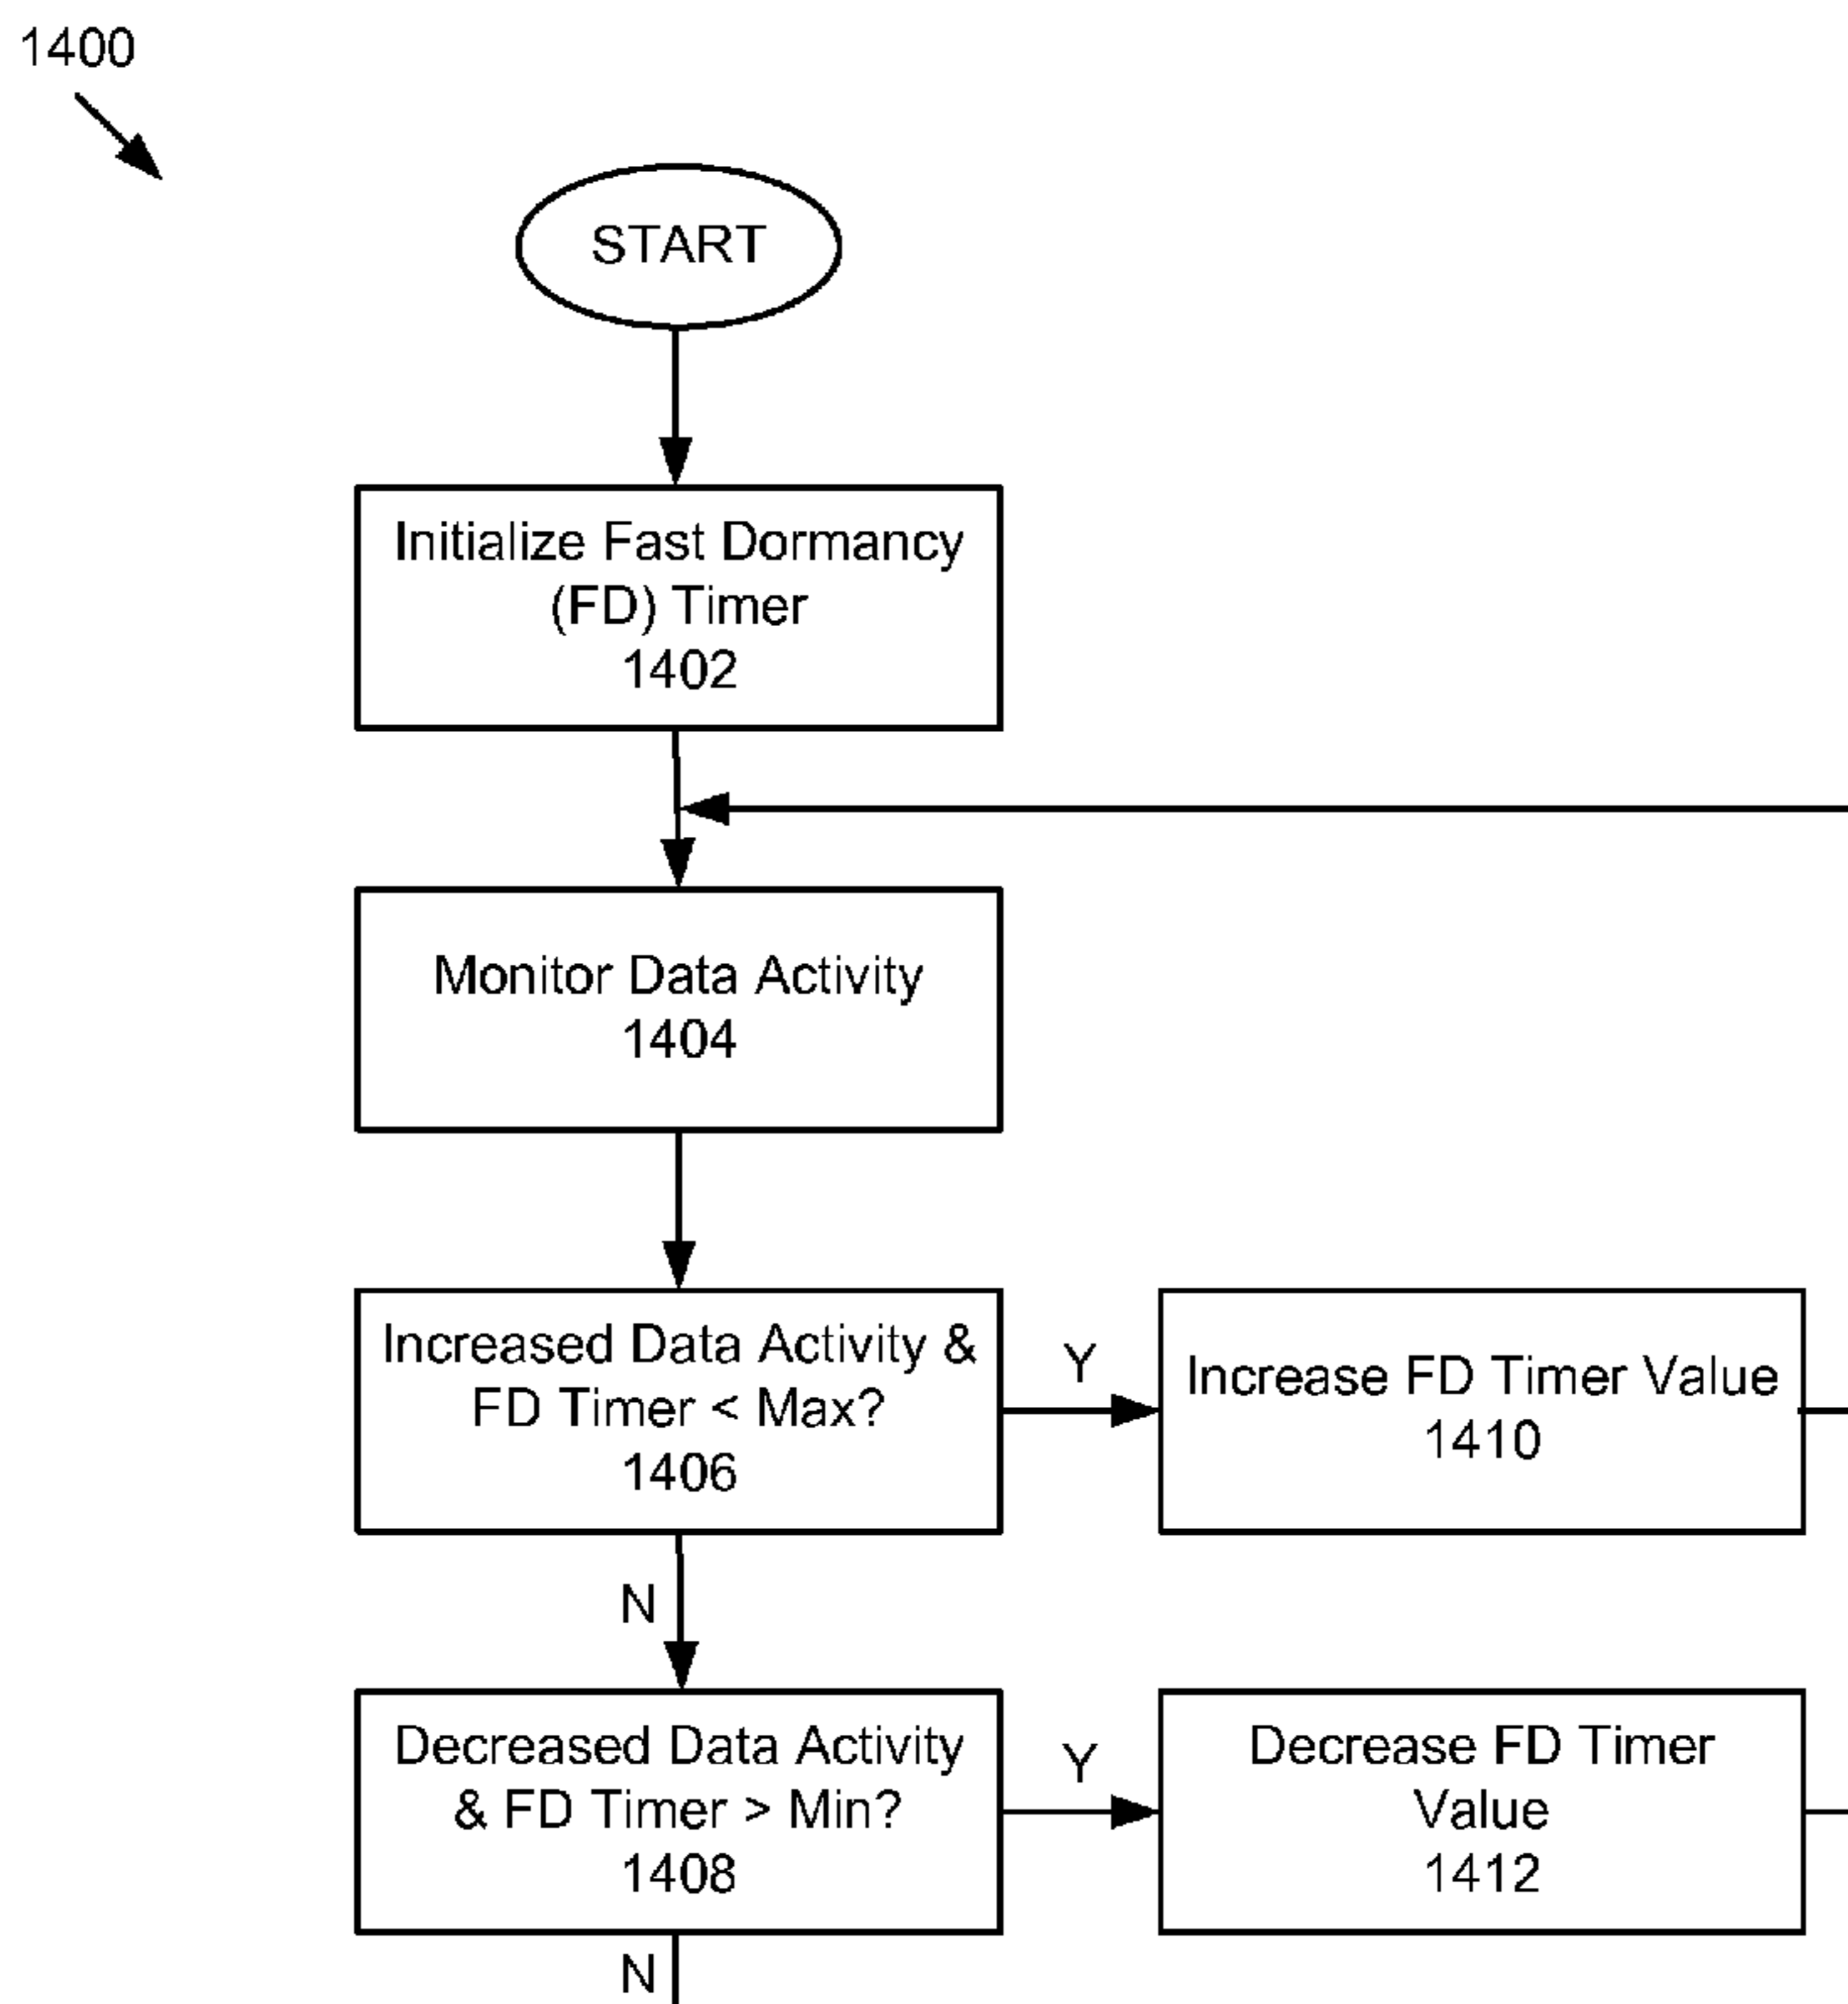 1400
START
Initialize Fast Dormancy
(FD) Timer
1402
Monitor Data Activity
1404
Increased Data Activity &
FD Timer < Max?
1406
Y
Increase FD Timer Value
1410
N
Decreased Data Activity
& FD Timer > Min?
1408
Y
Decrease FD Timer
Value
1412
N